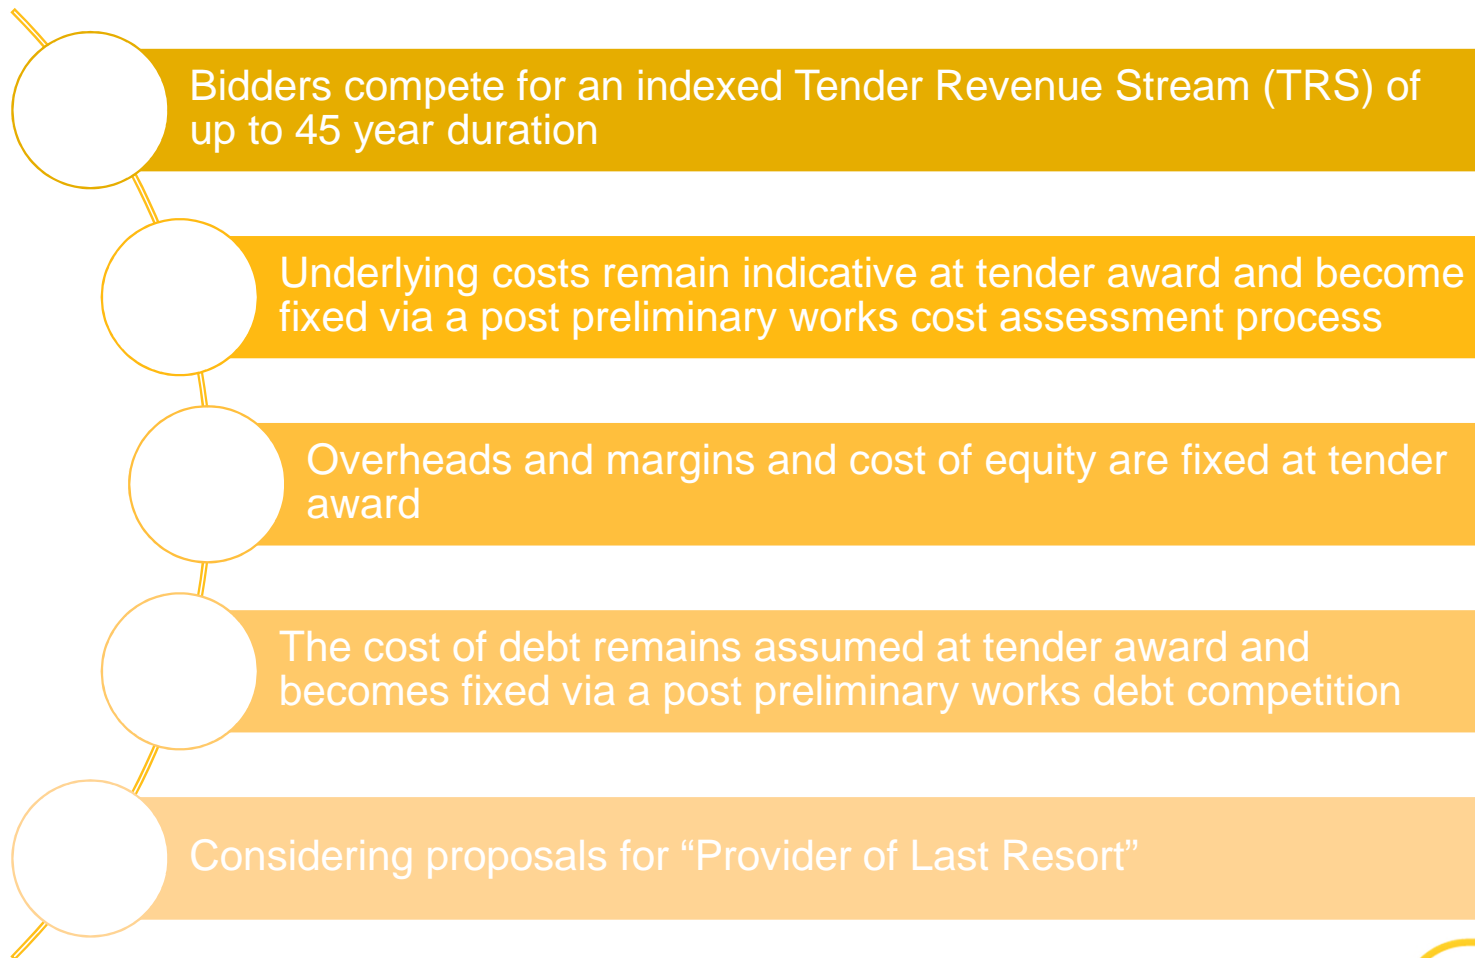 Bidders compete for an indexed Tender Revenue Stream (TRS) of
up to 45 year duration
Underlying costs remain indicative at tender award and become
fixed via a post preliminary works cost assessment process
Overheads and margins and cost of equity are fixed at tender
award
The cost of debt remains assumed at tender award and
becomes fixed via a post preliminary works debt competition
Considering proposals for “Provider of Last Resort”